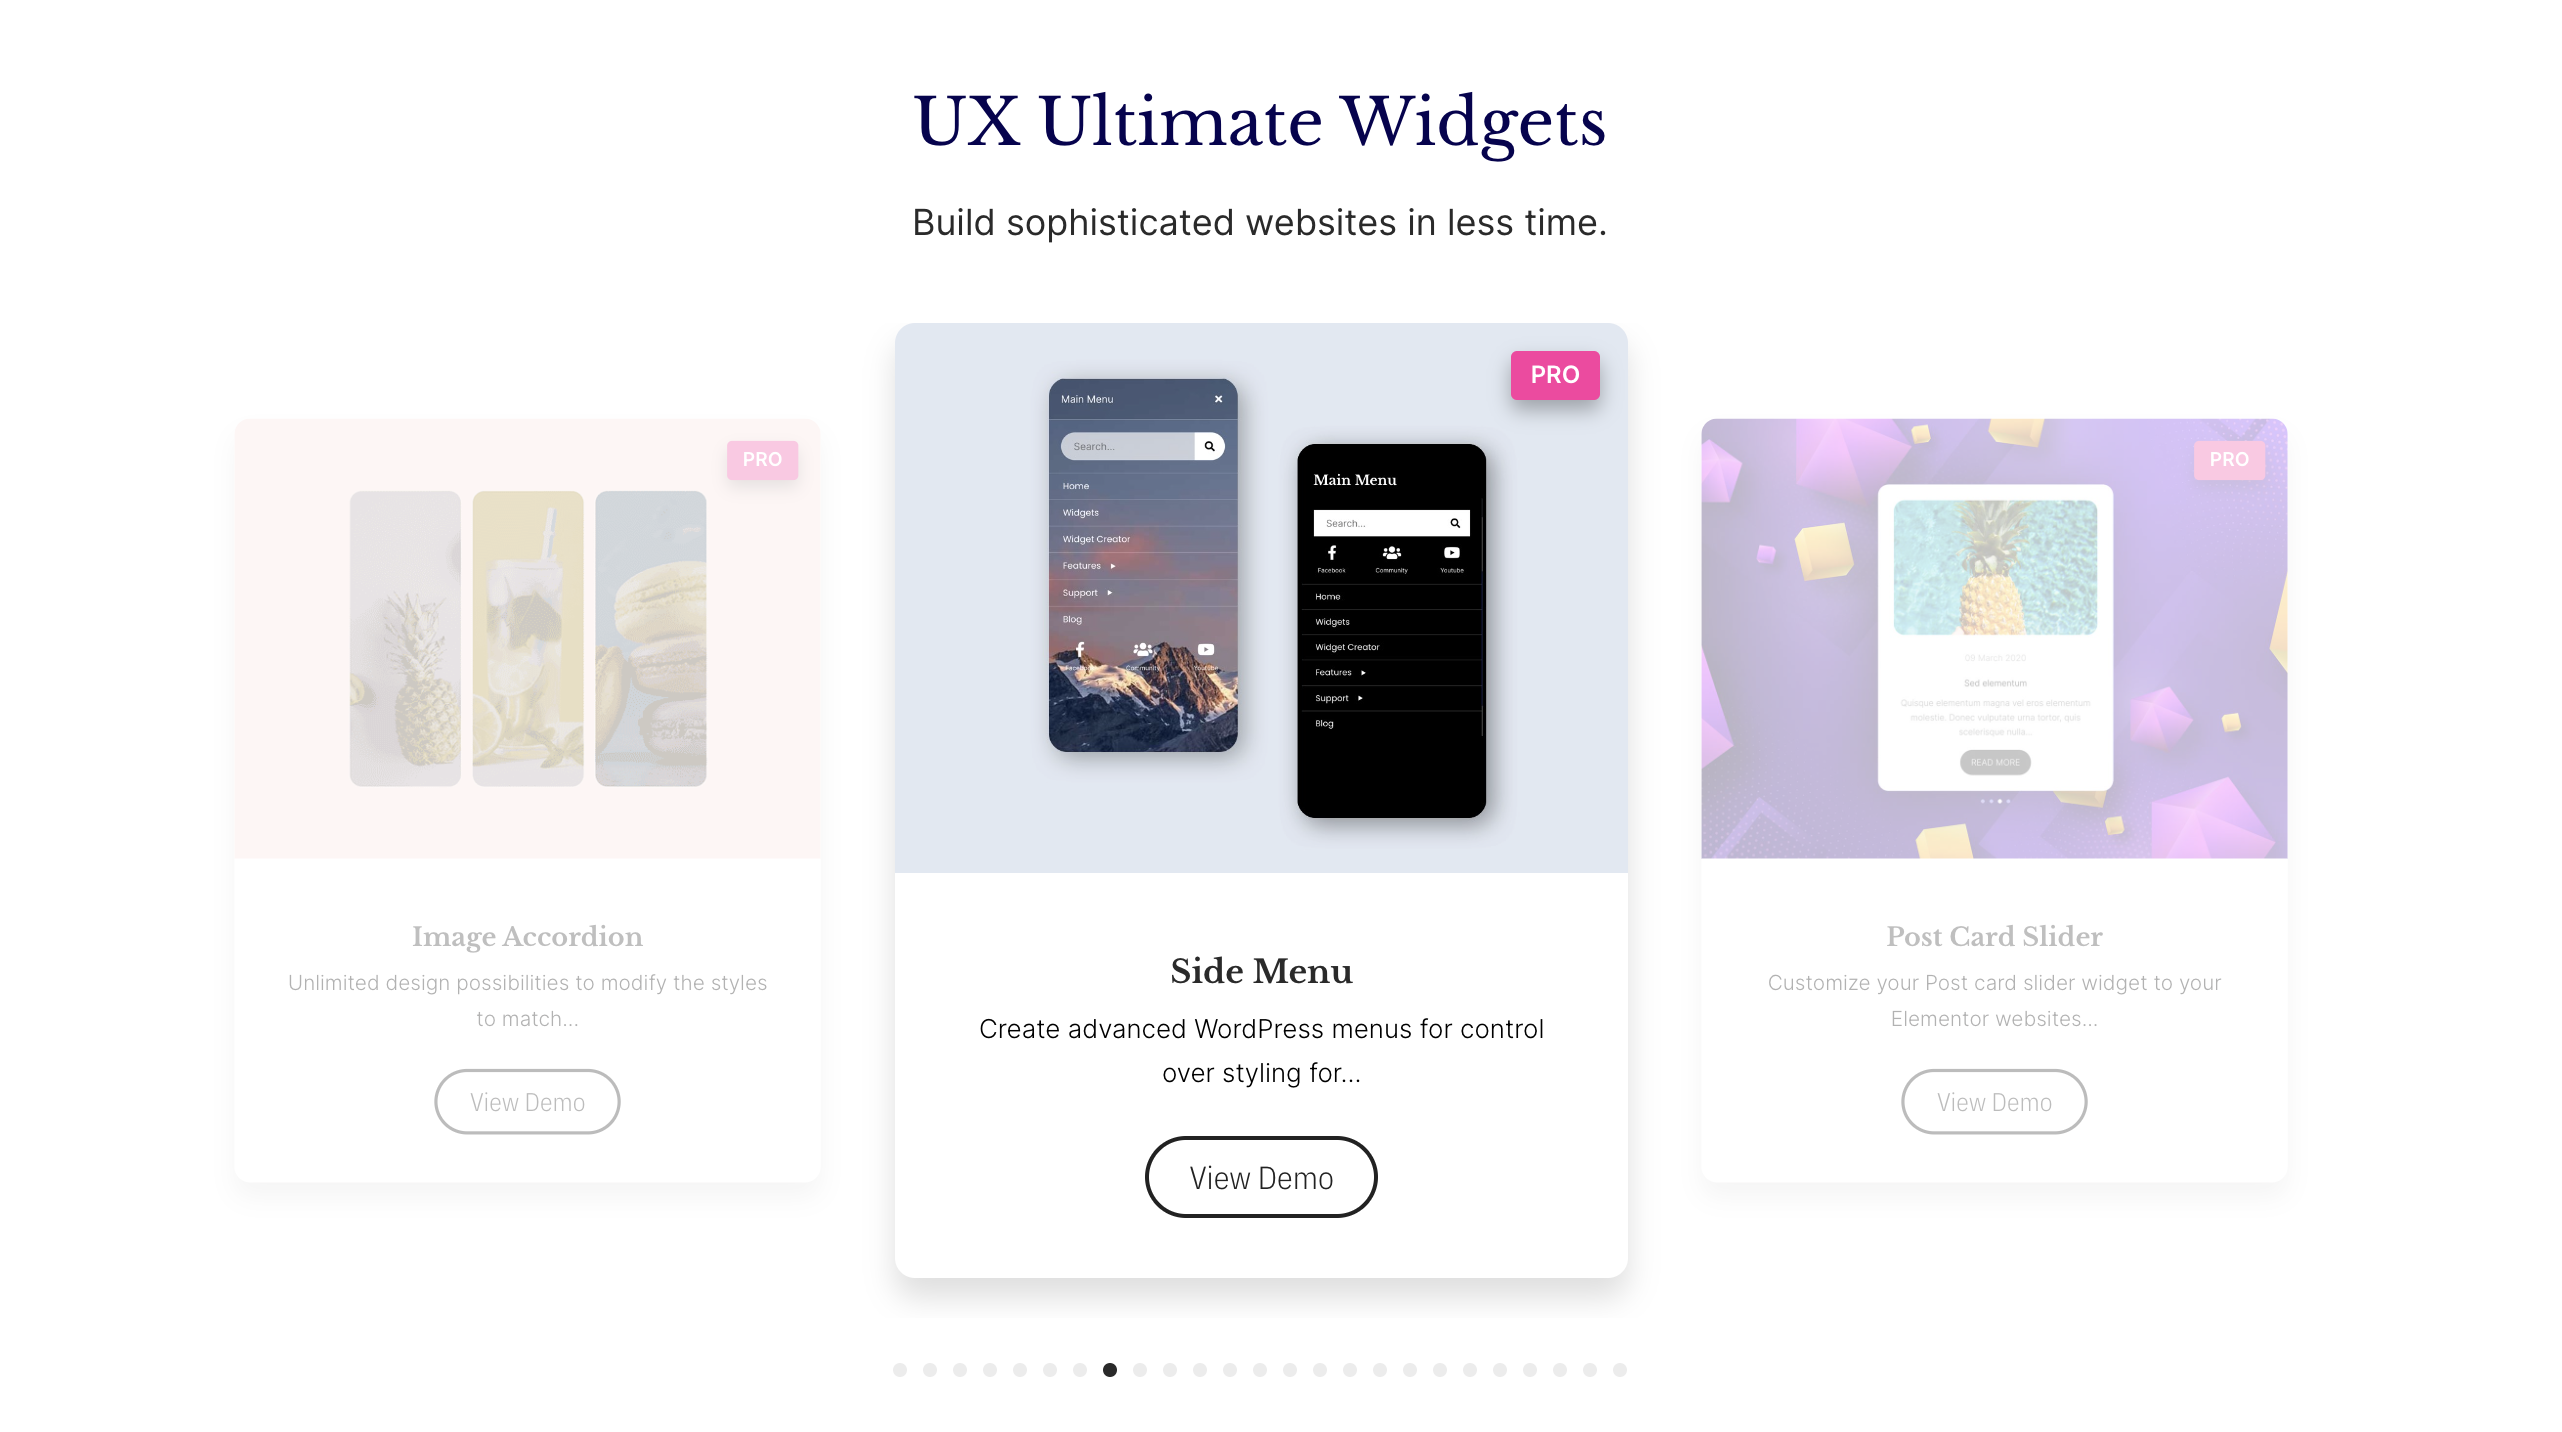 UX Ultimate Widgets
Build sophisticated websites in less time.
PRO
Image Accordion
Unlimited design possibilities to modify the styles
to match...
View Demo
PRO
Main Menu
Search...
Home
Widgets
Widget Creator
Features
Support
Blog
Facebook
Community
Youtube
Main Menu
Search...
Facebook
Community
Youtube
Home
Widgets
Widget Creator
Features
Support
Blog
Side Menu
Create advanced WordPress menus for control
over styling for...
View Demo
PRO
09 March 2020
Sed elementum
Quisque elementum magna vel eros elementum
molestie. Donec vulputate urna tortor, quis
scelerisque nulla...
READ MORE
Post Card Slider
Customize your Post card slider widget to your
Elementor websites...
View Demo